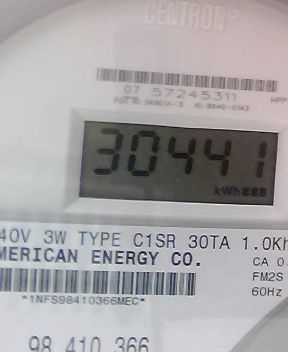 CENTRON®
07 57245311
30441
kWh
40V 3W TYPE C1SR 30TA 1.0Kh
MERICAN ENERGY CO.
CA 0.
FM2S
60Hz
*1NFS98410366MEC*
98 410 366